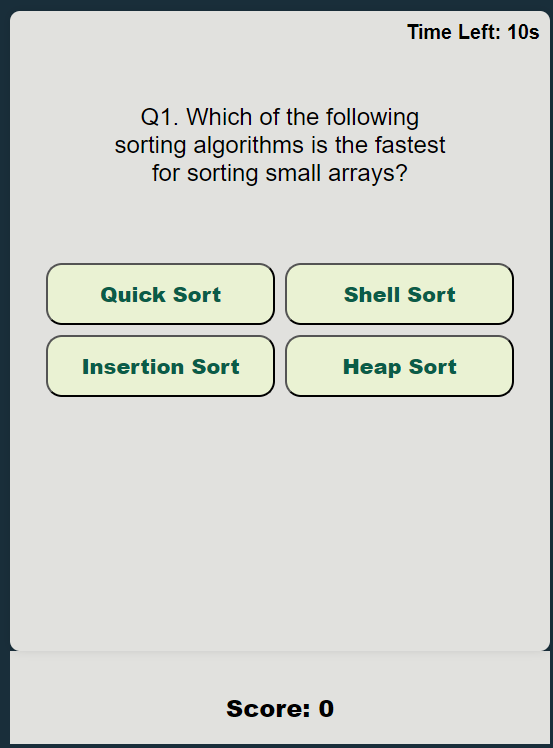 Time Left: 10s
Q1. Which of the following
sorting algorithms is the fastest
for sorting small arrays?
Quick Sort
Shell Sort
Insertion Sort
Heap Sort
Score: 0